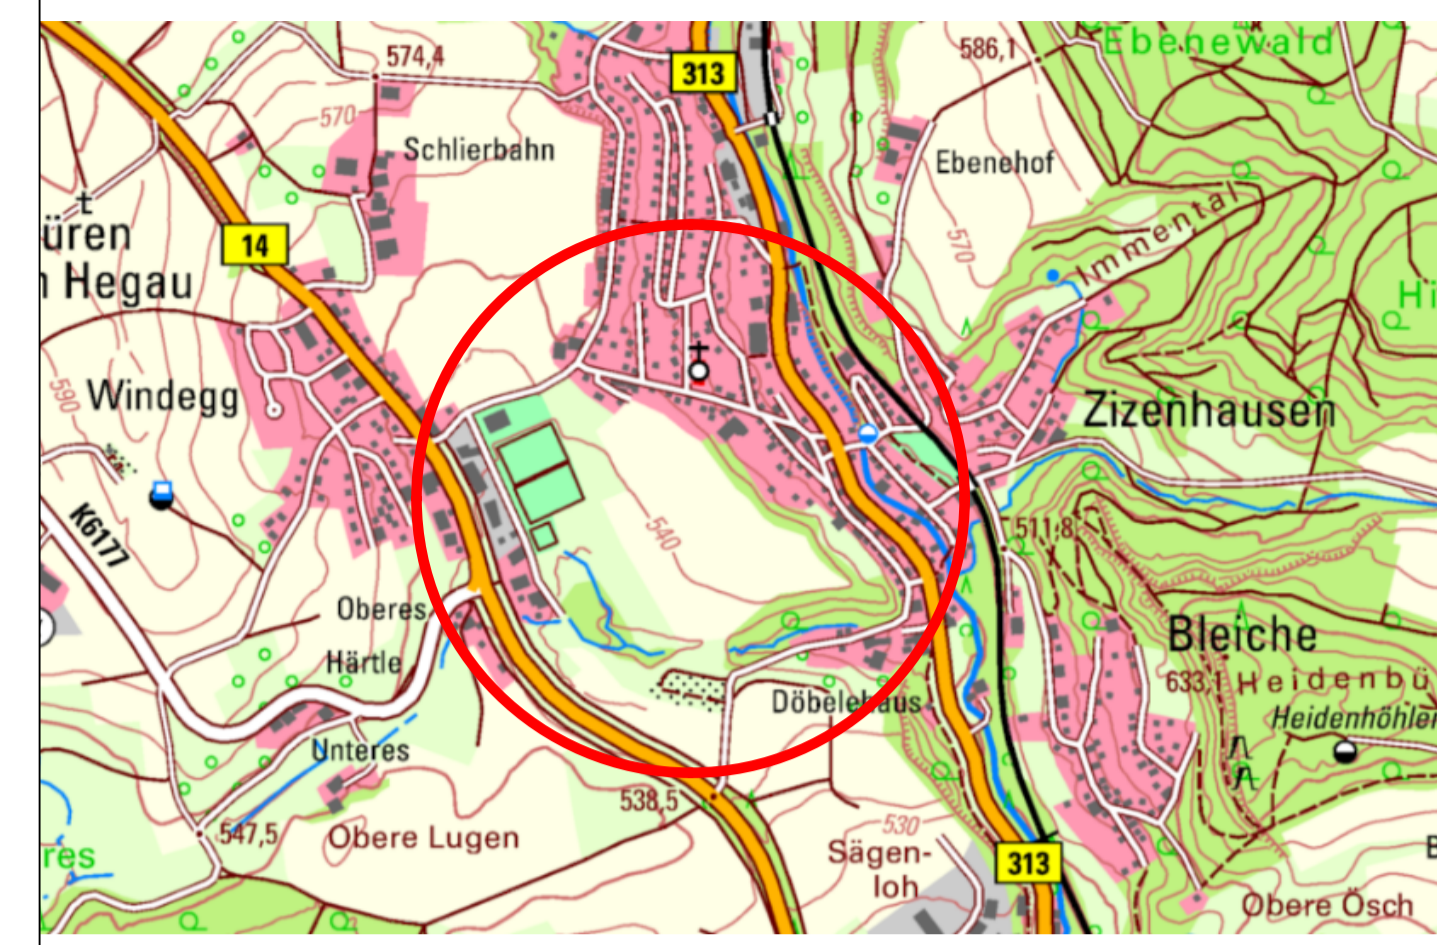 Ebenewald
574,4
313
586,1
570
Schlierbahn
Ebenehof
üren
14
Immental
570
Hegau
Hi
590
Windegg
Zizenhausen
K6177
540
511,8
Oberes
Bleiche
Härtle
633,1
Heidenbü
Döbelehaus
Heidenhöhlen
Unteres
538,5
547,5
Obere Lugen
530
Sägen-
loh
res
313
Obere Ösch